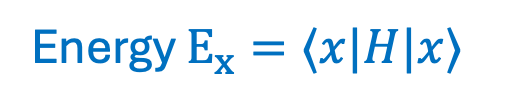 Energy Eₓ = ⟨x|H|x⟩